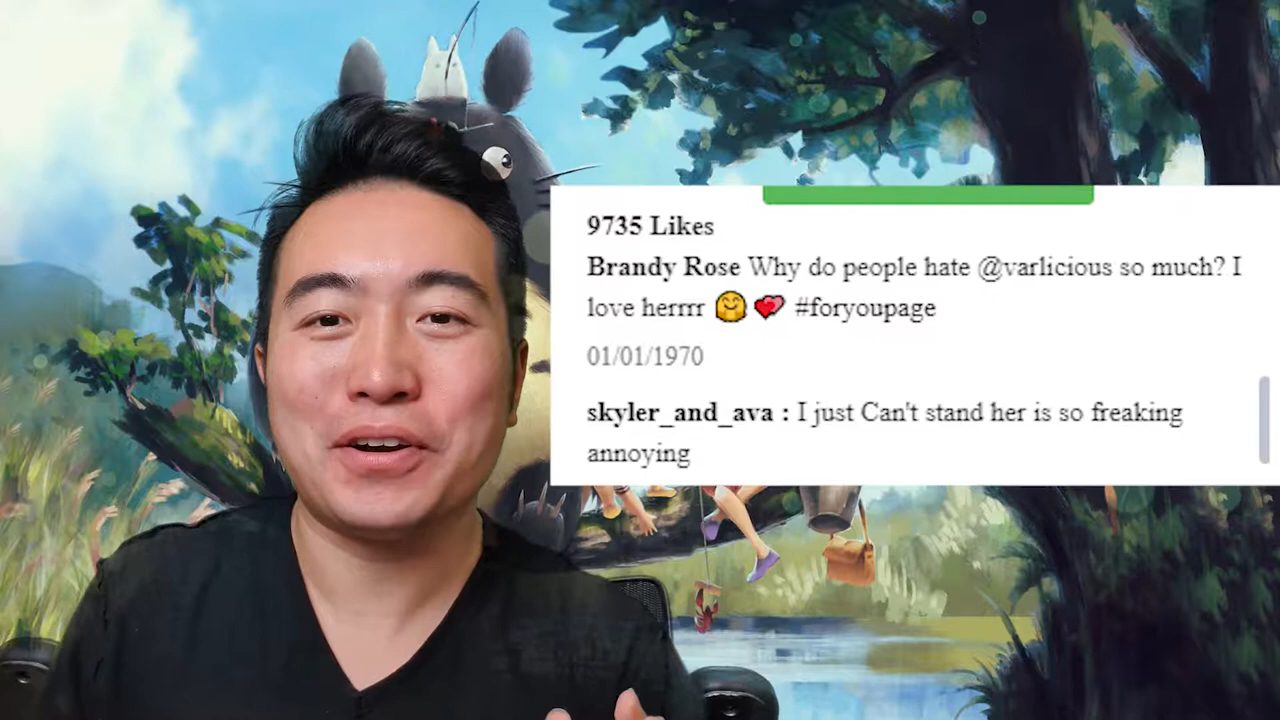 9735 Likes
Brandy Rose Why do people hate @varlicious so much? I
love herrrr 🤗💕 #foryoupage
01/01/1970
skyler_and_ava : I just Can't stand her is so freaking
annoying